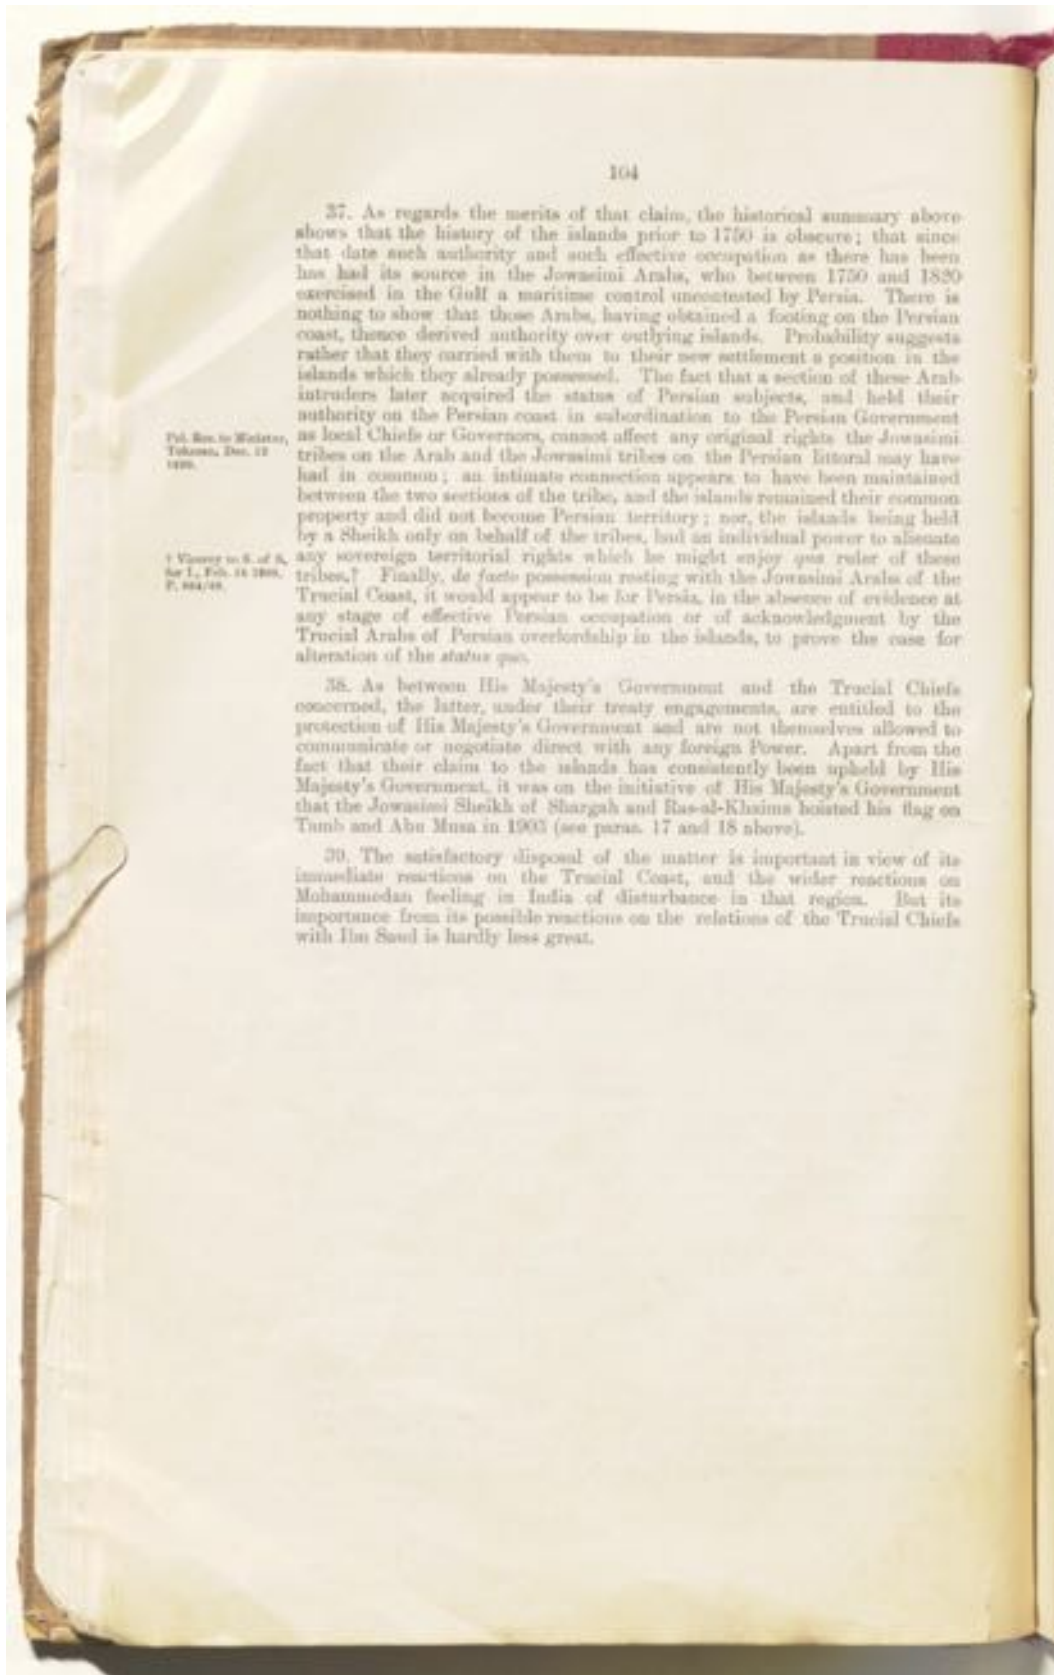 104
37. As regards the merits of that claim, the historical summary above
shows that the history of the islands prior to 1750 is obscure; that since
that date such authority and such effective occupation as there has been
has had its source in the Jowasimi Arabs, who between 1750 and 1820
exercised in the Gulf a maritime control uncontested by Persia. There is
nothing to show that those Arabs, having obtained a footing on the Persian
coast, thence derived authority over outlying islands. Probability suggests
rather that they carried with them to their new settlement a position in the
islands which they already possessed. The fact that a section of these Arab
intruders later acquired the status of Persian subjects, and held their
authority on the Persian coast in subordination to the Persian Government
Pol. Res. to Minister,
Teheran, Dec. 12
as local Chiefs or Governors, cannot affect any original rights the Jowasimi
tribes on the Arab and the Jowasimi tribes on the Persian littoral may have
had in common; an intimate connection appears to have been maintained
between the two sections of the tribe, and the islands remained their common
property and did not become Persian territory; nor, the islands being held
by a Sheikh only on behalf of the tribes, had an individual power to alienate
† Viceroy to S. of S.
for I., Feb.
any sovereign territorial rights which he might enjoy qua ruler of these
tribes.† Finally, de facto possession resting with the Jowasimi Arabs of the
Trucial Coast, it would appear to be for Persia, in the absence of evidence at
any stage of effective Persian occupation or of acknowledgment by the
Trucial Arabs of Persian overlordship in the islands, to prove the case for
alteration of the status quo.
38. As between His Majesty's Government and the Trucial Chiefs
concerned, the latter, under their treaty engagements, are entitled to the
protection of His Majesty's Government and are not themselves allowed to
communicate or negotiate direct with any foreign Power. Apart from the
fact that their claim to the islands has consistently been upheld by His
Majesty's Government, it was on the initiative of His Majesty's Government
that the Jowasimi Sheikh of Shargah and Ras-al-Khaima hoisted his flag on
Tamb and Abu Musa in 1903 (see paras. 17 and 18 above).
39. The satisfactory disposal of the matter is important in view of its
immediate reactions on the Trucial Coast, and the wider reactions on
Mohammedan feeling in India of disturbance in that region. But its
importance from its possible reactions on the relations of the Trucial Chiefs
with Ibn Saud is hardly less great.